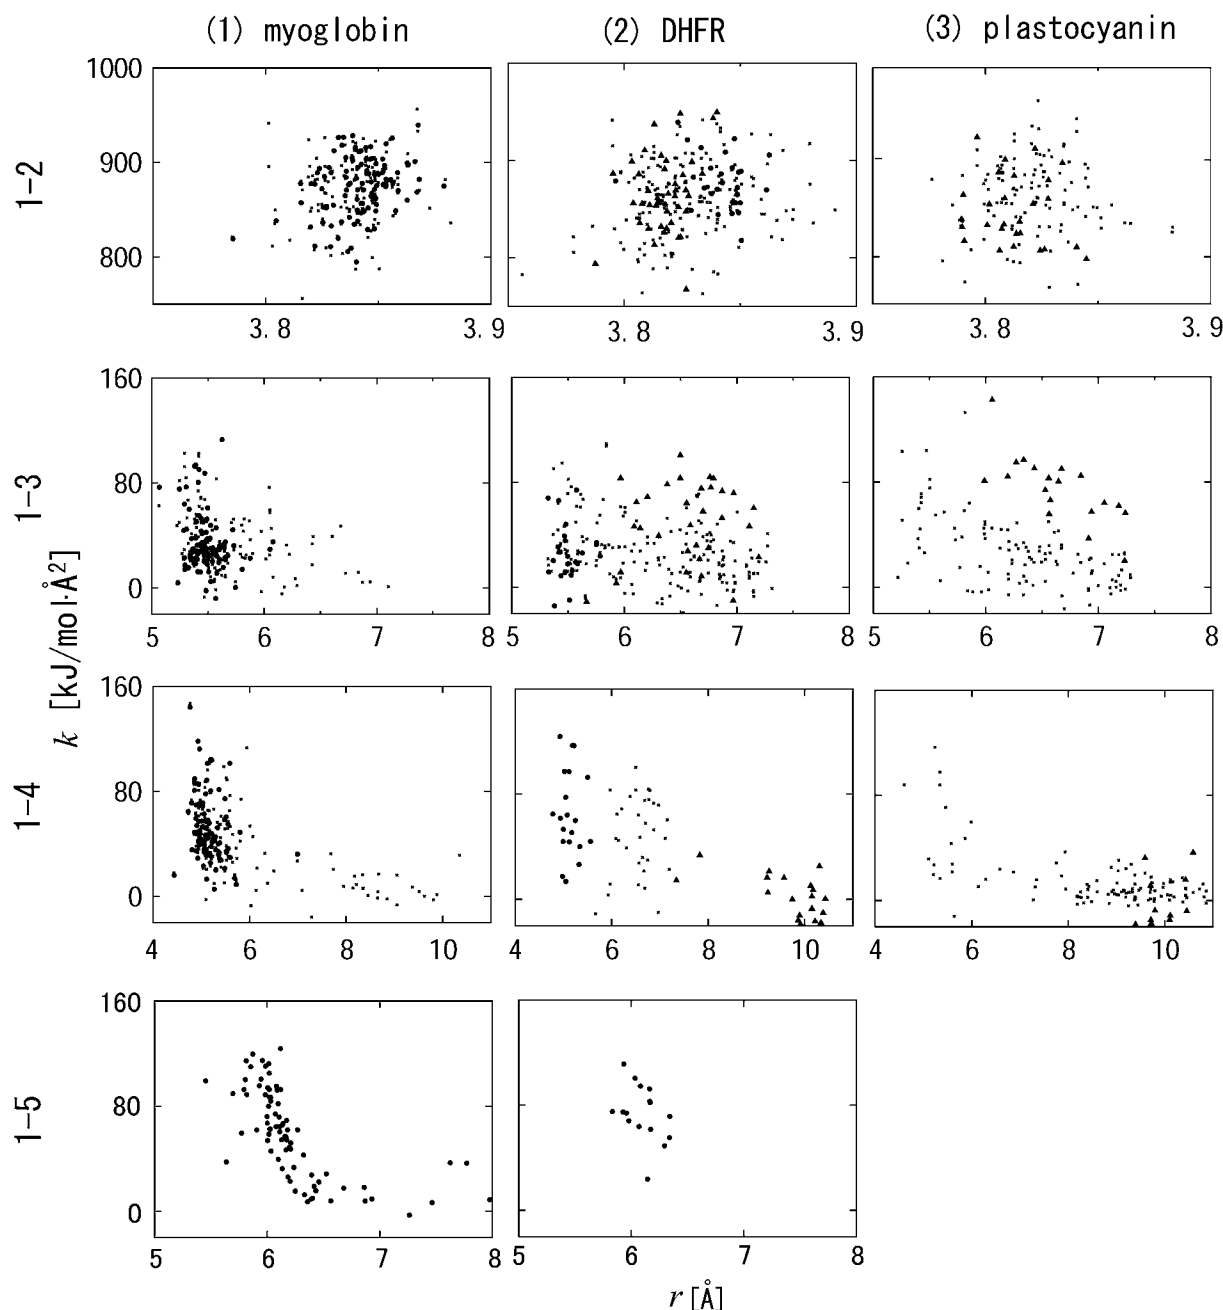 (1) myoglobin (2) DHFR (3) plastocyanin
1-2
1000
900
800
3.8 3.9 3.8 3.9 3.8 3.9
1-3
160
80
0
5 6 7 8 5 6 7 8 5 6 7 8
k [kJ/mol·Å²]
1-4
160
80
0
4 6 8 10 4 6 8 10 4 6 8 10
1-5
160
80
0
5 6 7 8 5 6 7 8
r [Å]